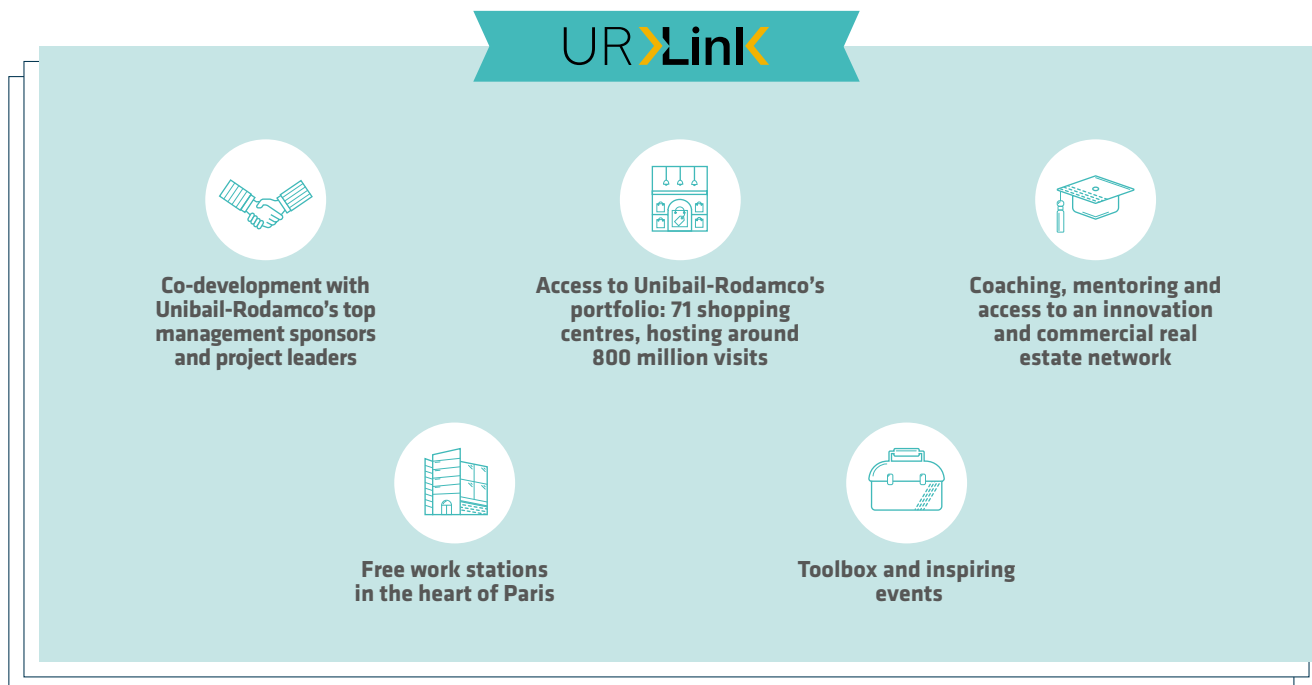 UR Link
Co-development with
Unibail-Rodamco’s top
management sponsors
and project leaders
Access to Unibail-Rodamco’s
portfolio: 71 shopping
centres, hosting around
800 million visits
Coaching, mentoring and
access to an innovation
and commercial real
estate network
Free work stations
in the heart of Paris
Toolbox and inspiring
events